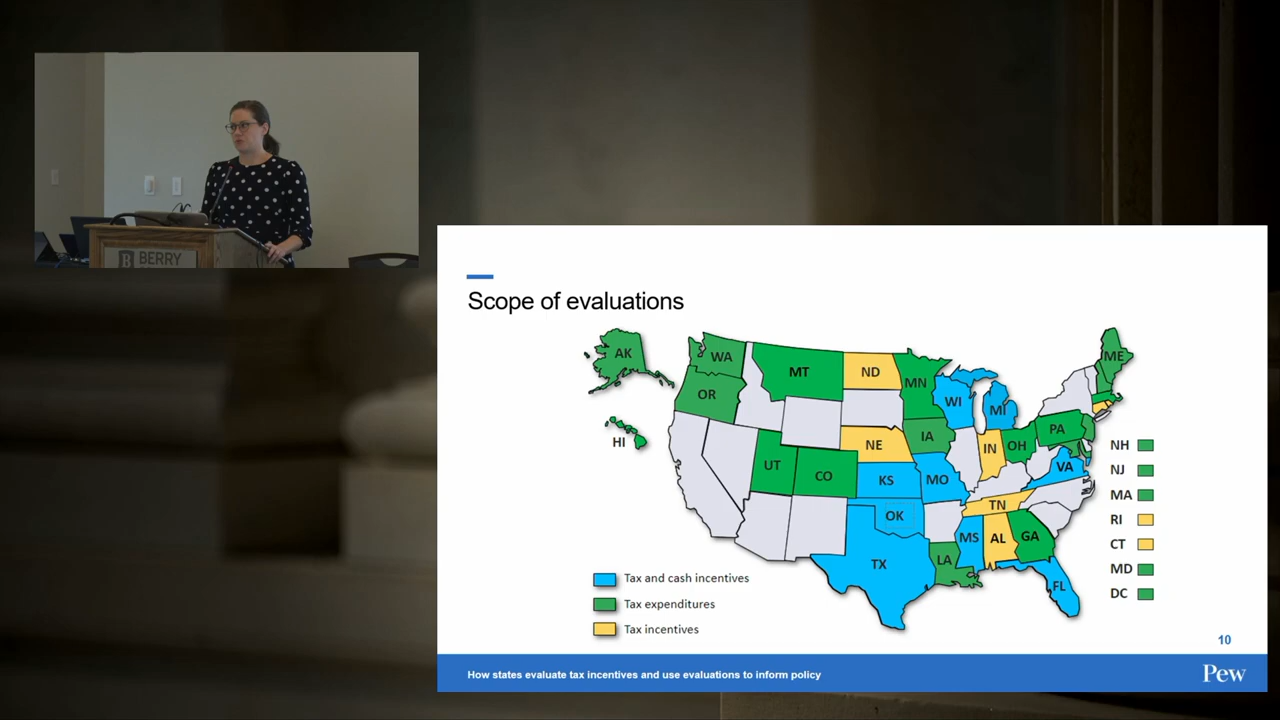 BERRY
Scope of evaluations
AK
WA
MT
ND
MN
ME
OR
WI
MI
HI
NE
IA
IN
OH
PA
UT
CO
KS
MO
VA
OK
TN
TX
LA
MS
AL
GA
FL
NH
NJ
MA
RI
CT
MD
DC
Tax and cash incentives
Tax expenditures
Tax incentives
10
How states evaluate tax incentives and use evaluations to inform policy
Pew